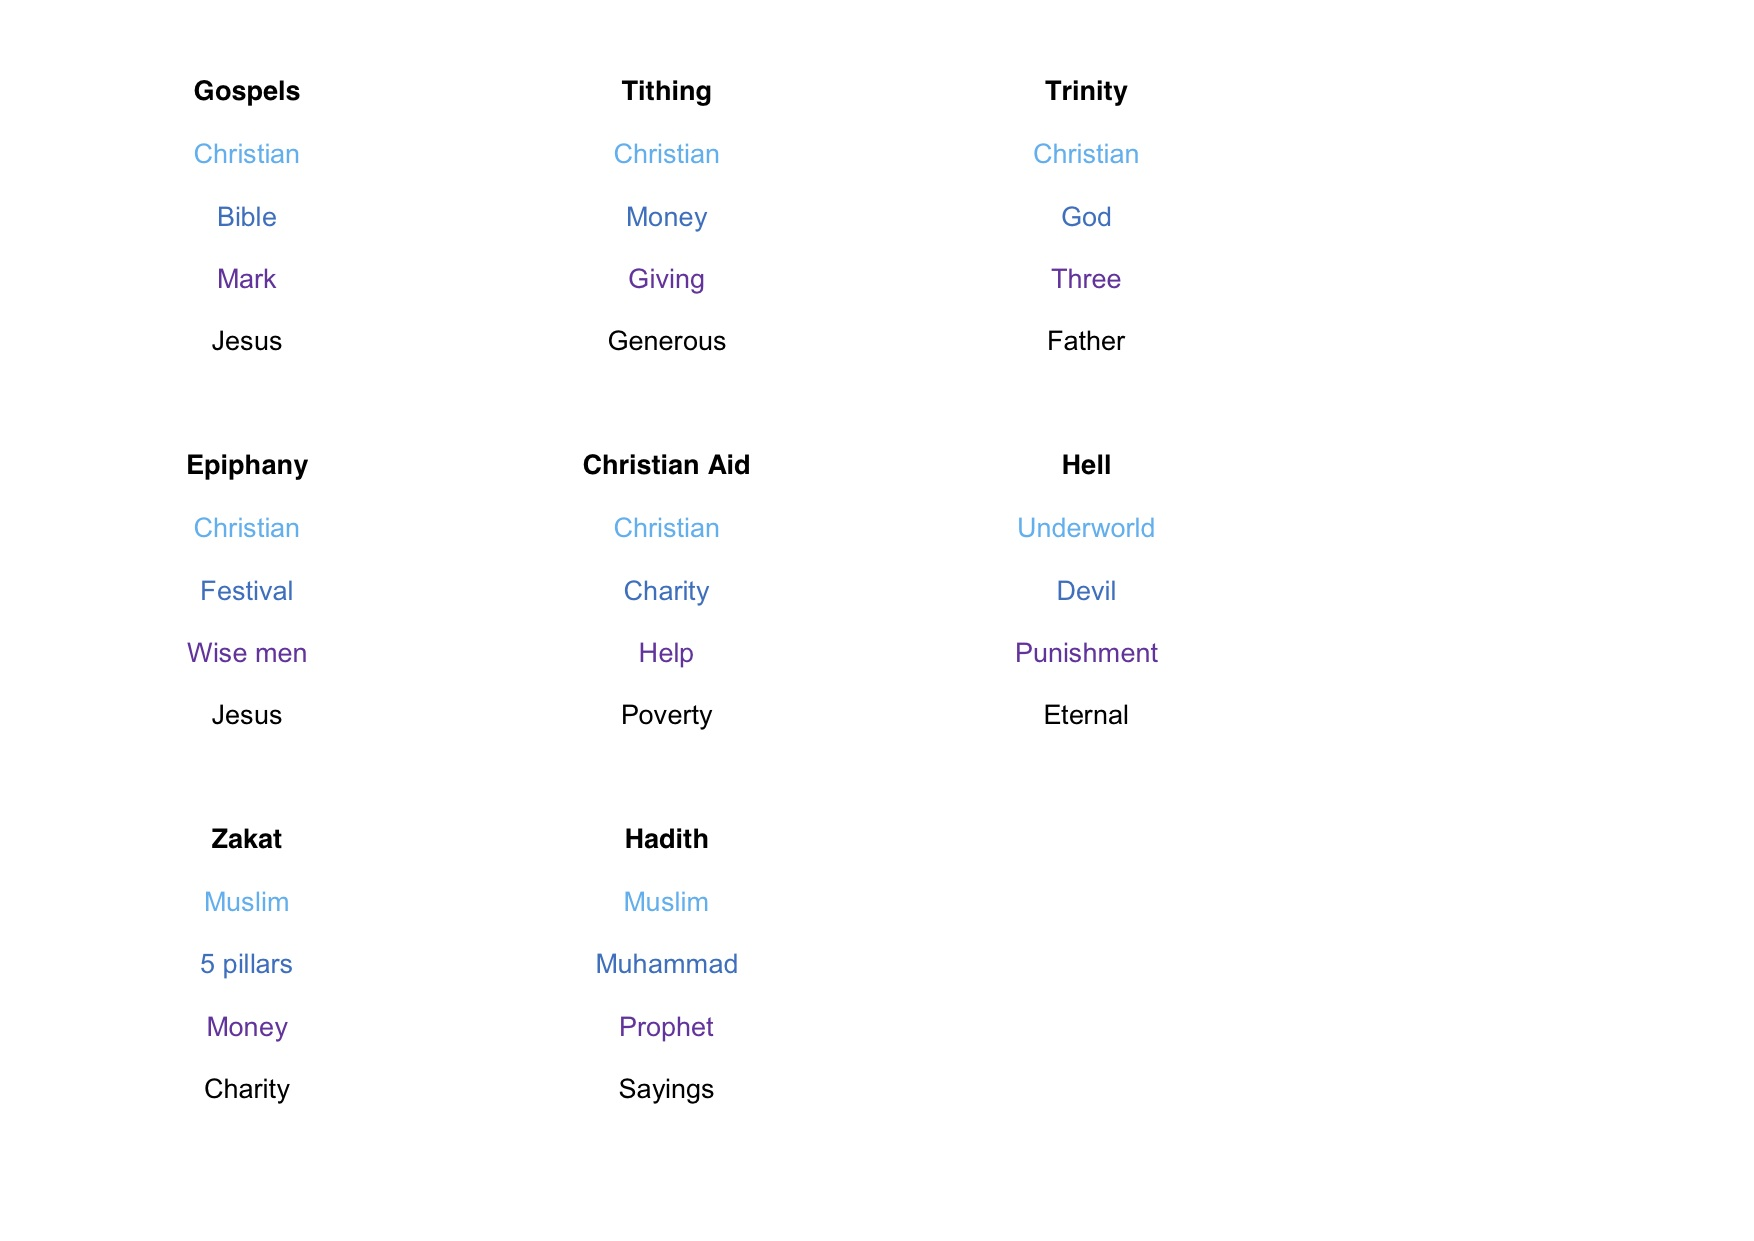 Gospels
Christian
Bible
Mark
Jesus
Tithing
Christian
Money
Giving
Generous
Trinity
Christian
God
Three
Father
Epiphany
Christian
Festival
Wise men
Jesus
Christian Aid
Christian
Charity
Help
Poverty
Hell
Underworld
Devil
Punishment
Eternal
Zakat
Muslim
5 pillars
Money
Charity
Hadith
Muslim
Muhammad
Prophet
Sayings